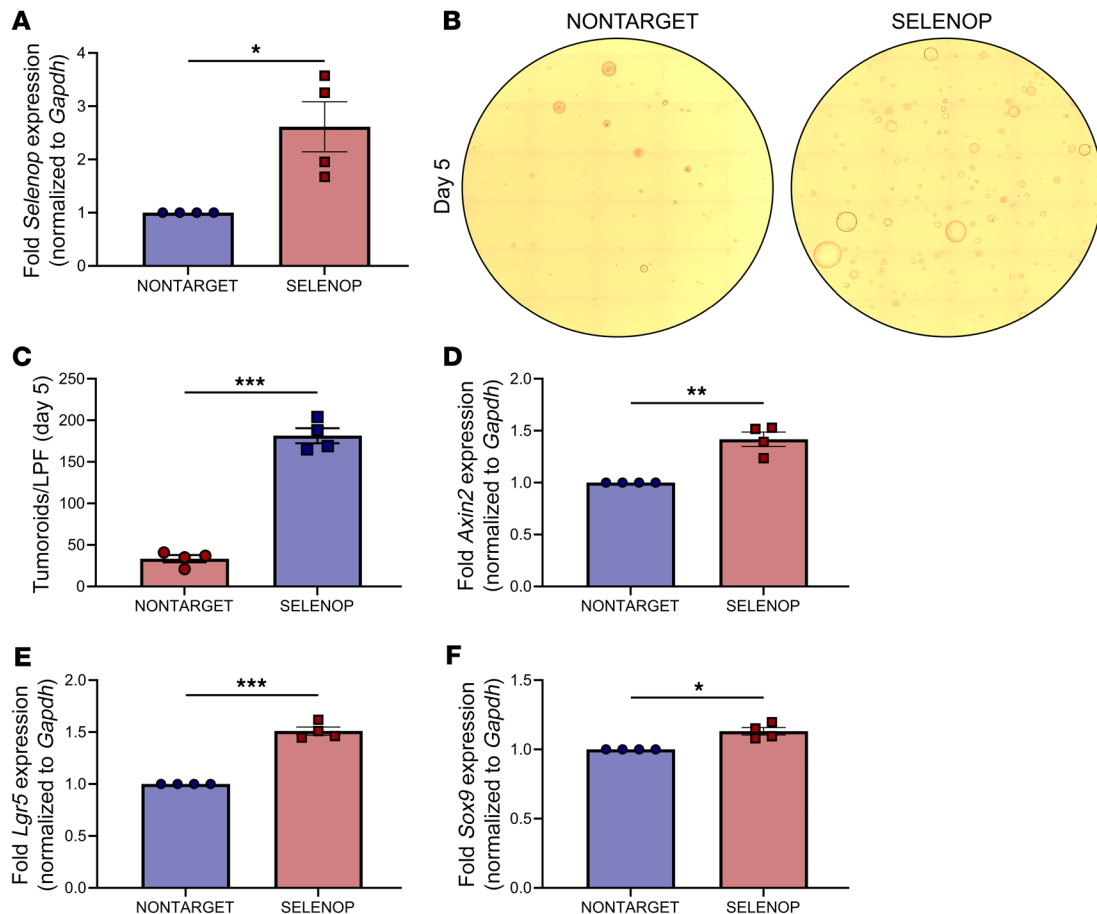 A
Fold Selenop expression
(normalized to Gapdh)
4
3
2
1
0
*
NONTARGET
SELENOP
B
NONTARGET
SELENOP
Day 5
C
Tumoroids/LPF (day 5)
250
200
150
100
50
0
***
NONTARGET
SELENOP
D
Fold Axin2 expression
(normalized to Gapdh)
2.0
1.5
1.0
0.5
0.0
**
NONTARGET
SELENOP
E
Fold Lgr5 expression
(normalized to Gapdh)
2.0
1.5
1.0
0.5
0.0
***
NONTARGET
SELENOP
F
Fold Sox9 expression
(normalized to Gapdh)
1.5
1.0
0.5
0.0
*
NONTARGET
SELENOP